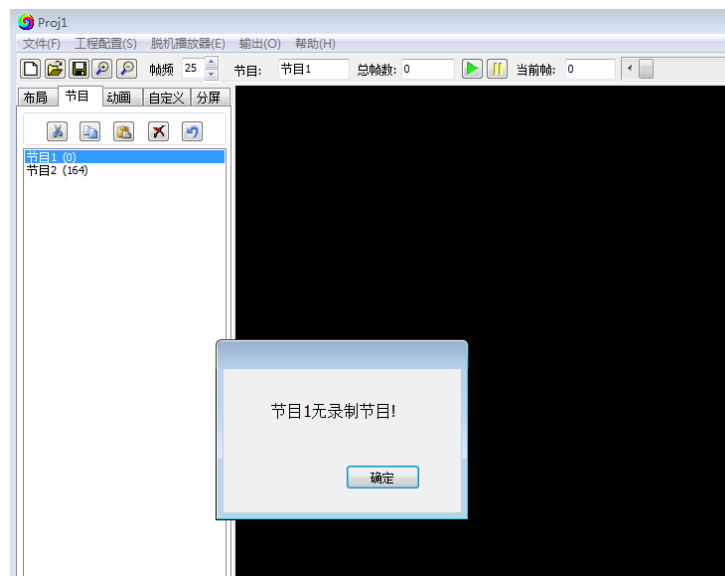 Proj1
文件(F) 工程配置(S) 脱机播放器(E) 输出(O) 帮助(H)
帧频 25 节目: 节目1 总帧数: 0 当前帧: 0
布局 节目 动画 自定义 分屏
节目1 (0)
节目2 (164)
节目1无录制节目!
确定